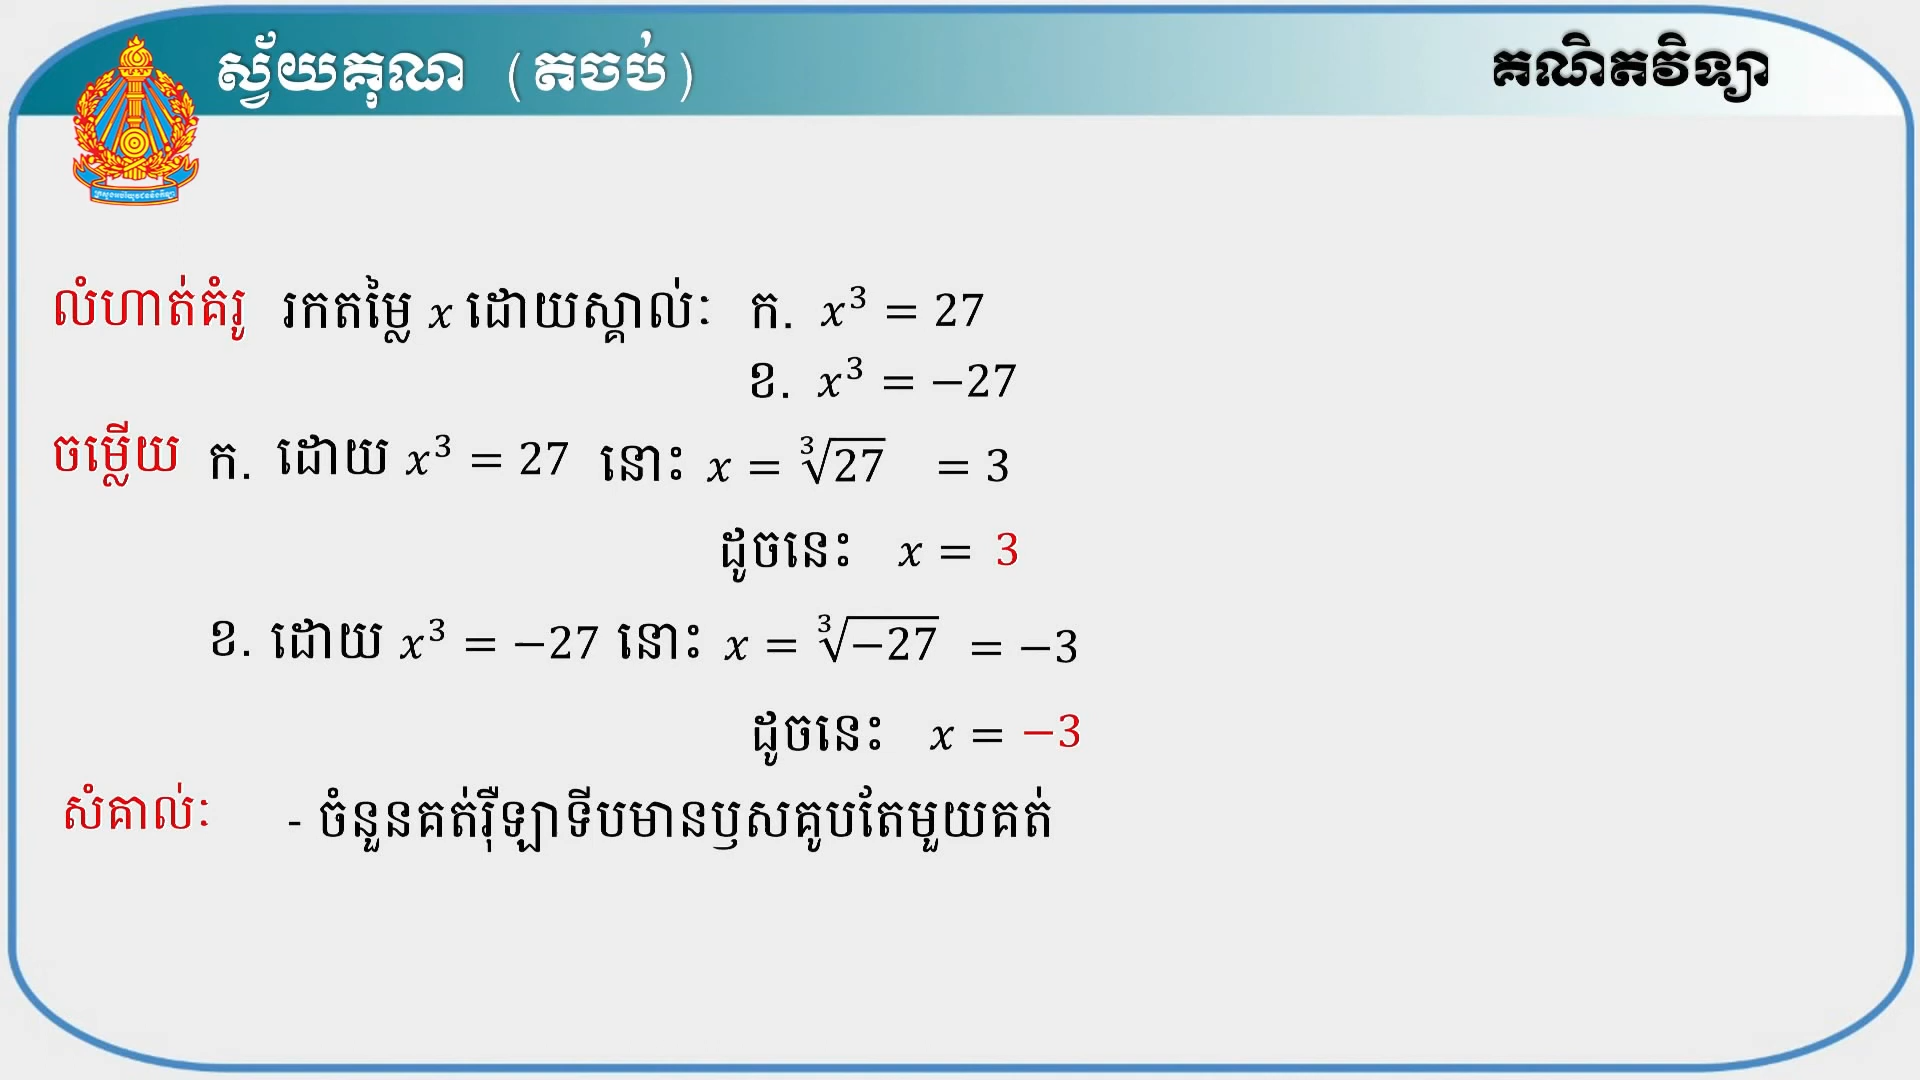 ស្វ័យគុណ (តចប់)
គណិតវិទ្យា
លំហាត់គំរូ រកតម្លៃ x ដោយស្គាល់ៈ ក. x³ = 27
ខ. x³ = −27
ចម្លើយ ក. ដោយ x³ = 27 នោះ x = ∛27 = 3
ដូចនេះ x = 3
ខ. ដោយ x³ = −27 នោះ x = ∛−27 = −3
ដូចនេះ x = −3
សំគាល់ៈ - ចំនួនគត់រ៉ឺឡាទីបមានឫសគូបតែមួយគត់